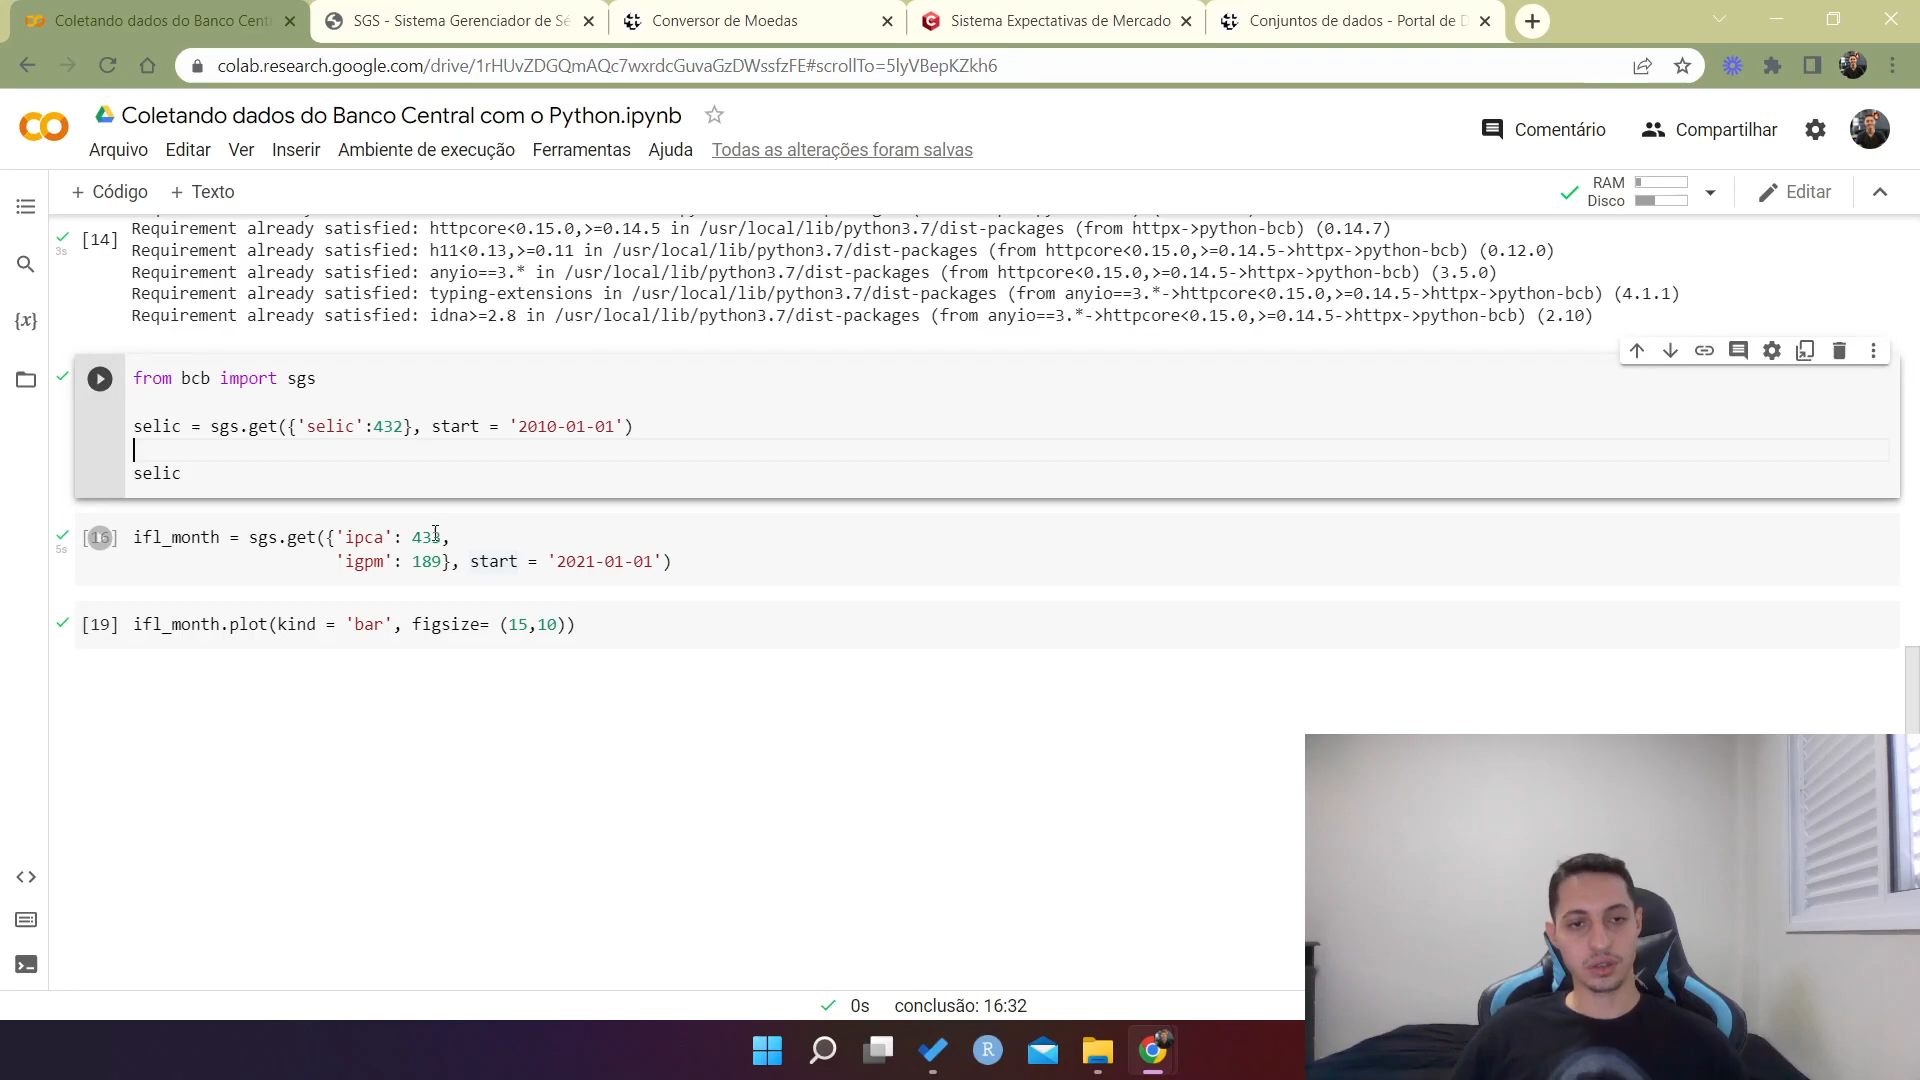 Coletando dados do Banco Cent
SGS - Sistema Gerenciador de Sé
Conversor de Moedas
Sistema Expectativas de Mercado
Conjuntos de dados - Portal de D
colab.research.google.com/drive/1rHUvZDGQmAQc7wxrdcGuvaGzDWssfzFE#scrollTo=5lyVBepKZkh6
Coletando dados do Banco Central com o Python.ipynb
Comentário
Compartilhar
Arquivo Editar Ver Inserir Ambiente de execução Ferramentas Ajuda Todas as alterações foram salvas
+ Código + Texto
RAM
Disco
Editar
[14]
3s
Requirement already satisfied: httpcore<0.15.0,>=0.14.5 in /usr/local/lib/python3.7/dist-packages (from httpx->python-bcb) (0.14.7)
Requirement already satisfied: h11<0.13,>=0.11 in /usr/local/lib/python3.7/dist-packages (from httpcore<0.15.0,>=0.14.5->httpx->python-bcb) (0.12.0)
Requirement already satisfied: anyio==3.* in /usr/local/lib/python3.7/dist-packages (from httpcore<0.15.0,>=0.14.5->httpx->python-bcb) (3.5.0)
Requirement already satisfied: typing-extensions in /usr/local/lib/python3.7/dist-packages (from anyio==3.*->httpcore<0.15.0,>=0.14.5->httpx->python-bcb) (4.1.1)
Requirement already satisfied: idna>=2.8 in /usr/local/lib/python3.7/dist-packages (from anyio==3.*->httpcore<0.15.0,>=0.14.5->httpx->python-bcb) (2.10)
from bcb import sgs
selic = sgs.get({'selic':432}, start = '2010-01-01')
selic
[16] ifl_month = sgs.get({'ipca': 433,
5s
'igpm': 189}, start = '2021-01-01')
[19] ifl_month.plot(kind = 'bar', figsize= (15,10))
0s conclusão: 16:32